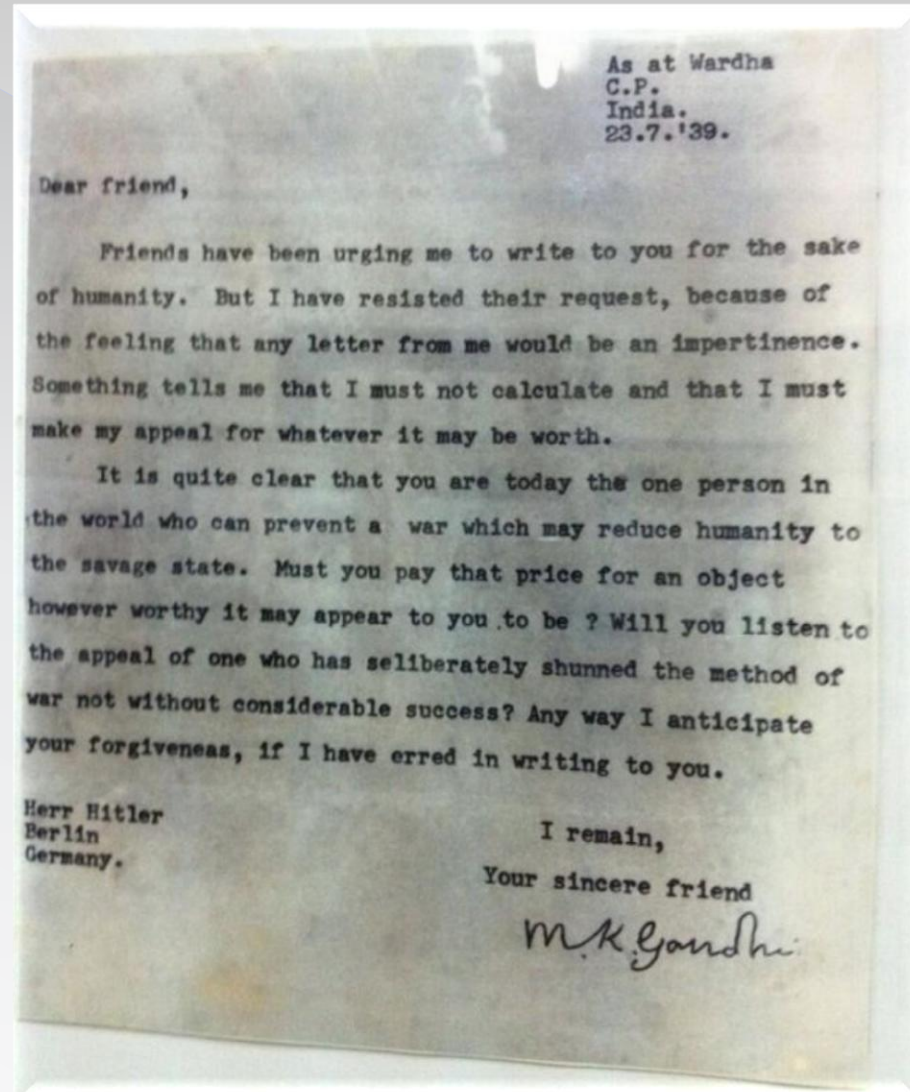 As at Wardha
C.P.
India.
23.7.'39.
Dear friend,
Friends have been urging me to write to you for the sake
of humanity. But I have resisted their request, because of
the feeling that any letter from me would be an impertinence.
Something tells me that I must not calculate and that I must
make my appeal for whatever it may be worth.
It is quite clear that you are today the one person in
the world who can prevent a war which may reduce humanity to
the savage state. Must you pay that price for an object
however worthy it may appear to you to be ? Will you listen to
the appeal of one who has seliberately shunned the method of
war not without considerable success? Any way I anticipate
your forgiveneas, if I have erred in writing to you.
Herr Hitler
Berlin
Germany.
I remain,
Your sincere friend
M.K.Gandhi